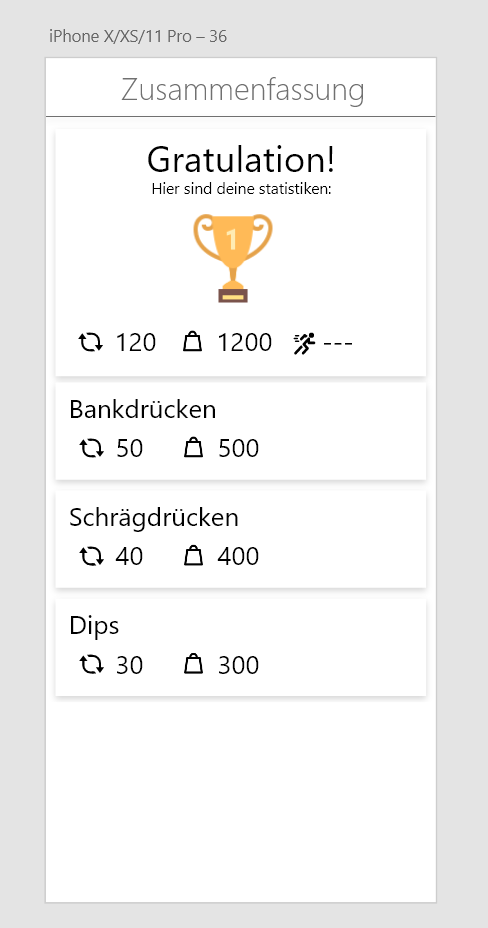 iPhone X/XS/11 Pro – 36
Zusammenfassung
Gratulation!
Hier sind deine statistiken:
1
120 1200 ---
Bankdrücken
50 500
Schrägdrücken
40 400
Dips
30 300